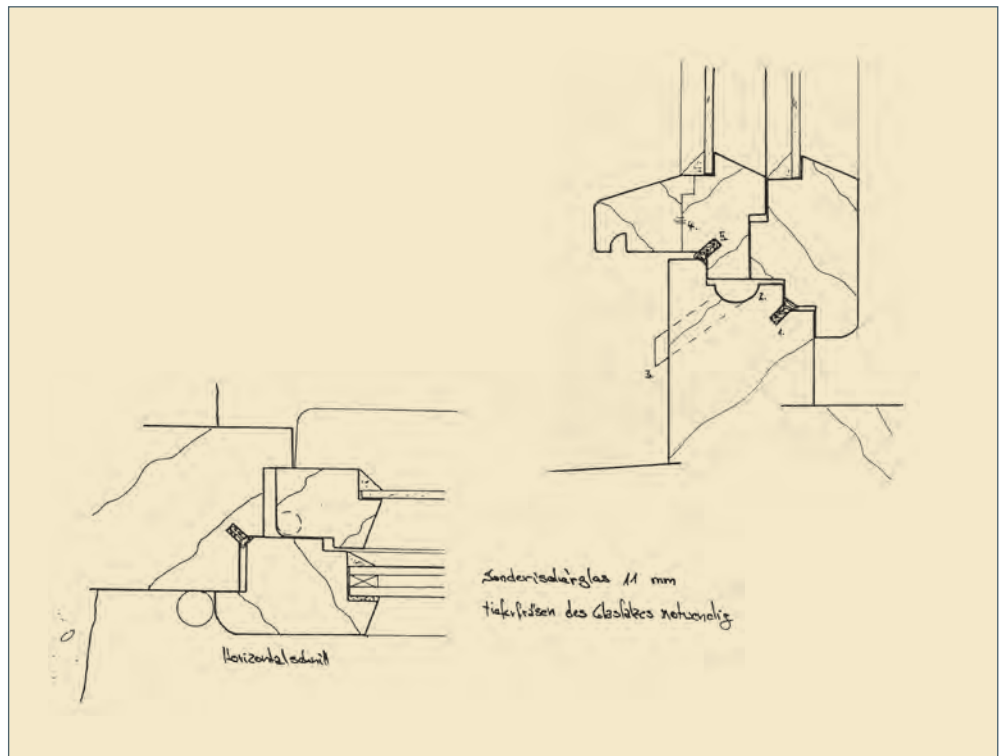 4.
5.
2.
1.
3.
Sonderisolierglas 11 mm
tieferfräsen des Glasfalzes notwendig
Horizontalschnitt